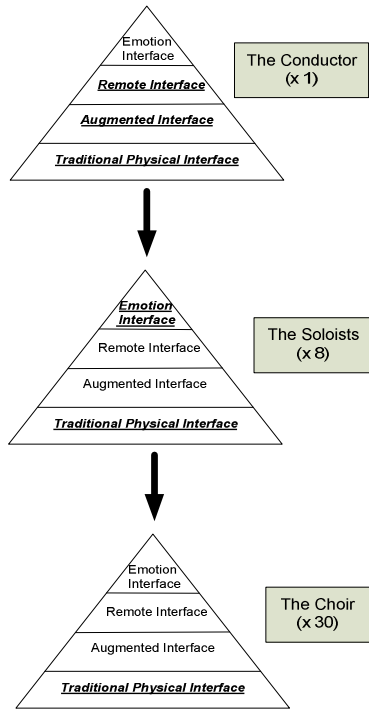 Emotion
Interface
Remote Interface
Augmented Interface
Traditional Physical Interface
The Conductor
(x 1)
Emotion
Interface
Remote Interface
Augmented Interface
Traditional Physical Interface
The Soloists
(x 8)
Emotion
Interface
Remote Interface
Augmented Interface
Traditional Physical Interface
The Choir
(x 30)